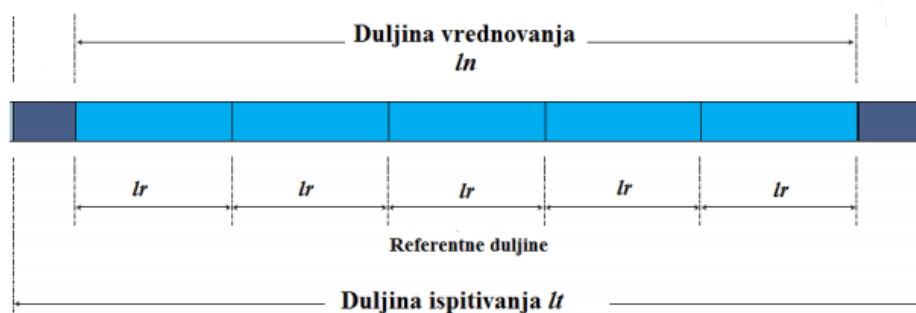 Duljina vrednovanja
ln
lr lr lr lr lr
Referentne duljine
Duljina ispitivanja lt